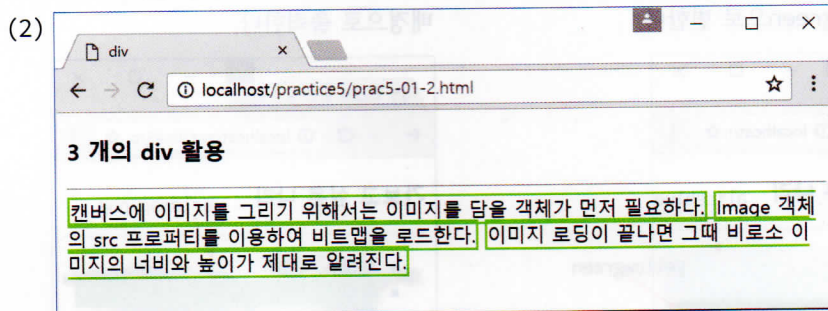 (2)
div
localhost/practice5/prac5-01-2.html
3 개의 div 활용
캔버스에 이미지를 그리기 위해서는 이미지를 담을 객체가 먼저 필요하다. Image 객체
의 src 프로퍼티를 이용하여 비트맵을 로드한다. 이미지 로딩이 끝나면 그때 비로소 이
미지의 너비와 높이가 제대로 알려진다.